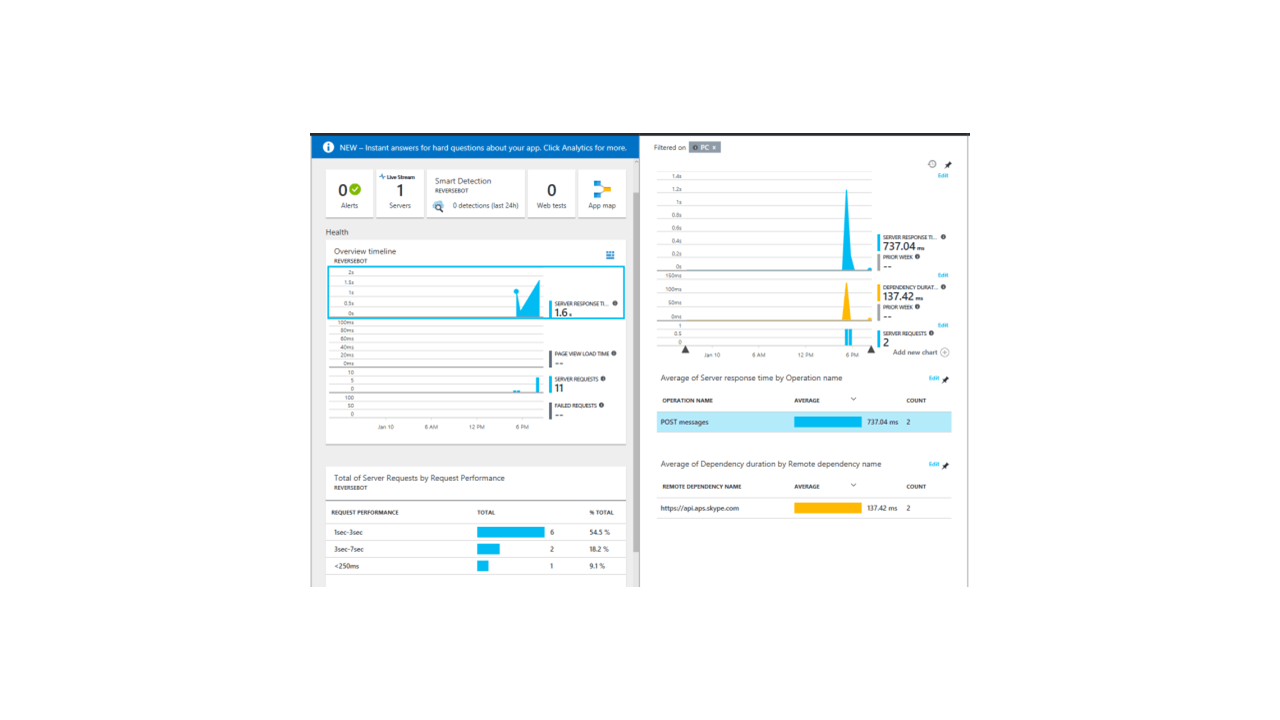 NEW – Instant answers for hard questions about your app. Click Analytics for more.
0
Alerts
Live Stream
1
Servers
Smart Detection
REVERSEBOT
0 detections (last 24h)
0
Web tests
App map
Health
Overview timeline
REVERSEBOT
2s
1.5s
1s
0.5s
0s
SERVER RESPONSE TI...
1.6 s
100ms
80ms
60ms
40ms
20ms
0ms
PAGE VIEW LOAD TIME
--
10
5
0
SERVER REQUESTS
11
100
50
0
FAILED REQUESTS
--
Jan 10 6 AM 12 PM 6 PM
Total of Server Requests by Request Performance
REVERSEBOT
REQUEST PERFORMANCE TOTAL % TOTAL
1sec-3sec 6 54.5 %
3sec-7sec 2 18.2 %
<250ms 1 9.1 %
Filtered on PC x
Edit
1.4s
1.2s
1s
0.8s
0.6s
0.4s
0.2s
0s
SERVER RESPONSE TI...
737.04 ms
PRIOR WEEK
--
Edit
150ms
100ms
50ms
0ms
DEPENDENCY DURAT...
137.42 ms
PRIOR WEEK
--
Edit
1
0.5
0
SERVER REQUESTS
2
Jan 10 6 AM 12 PM 6 PM
Add new chart
Average of Server response time by Operation name
Edit
OPERATION NAME AVERAGE COUNT
POST messages 737.04 ms 2
Average of Dependency duration by Remote dependency name
Edit
REMOTE DEPENDENCY NAME AVERAGE COUNT
https://api.aps.skype.com 137.42 ms 2